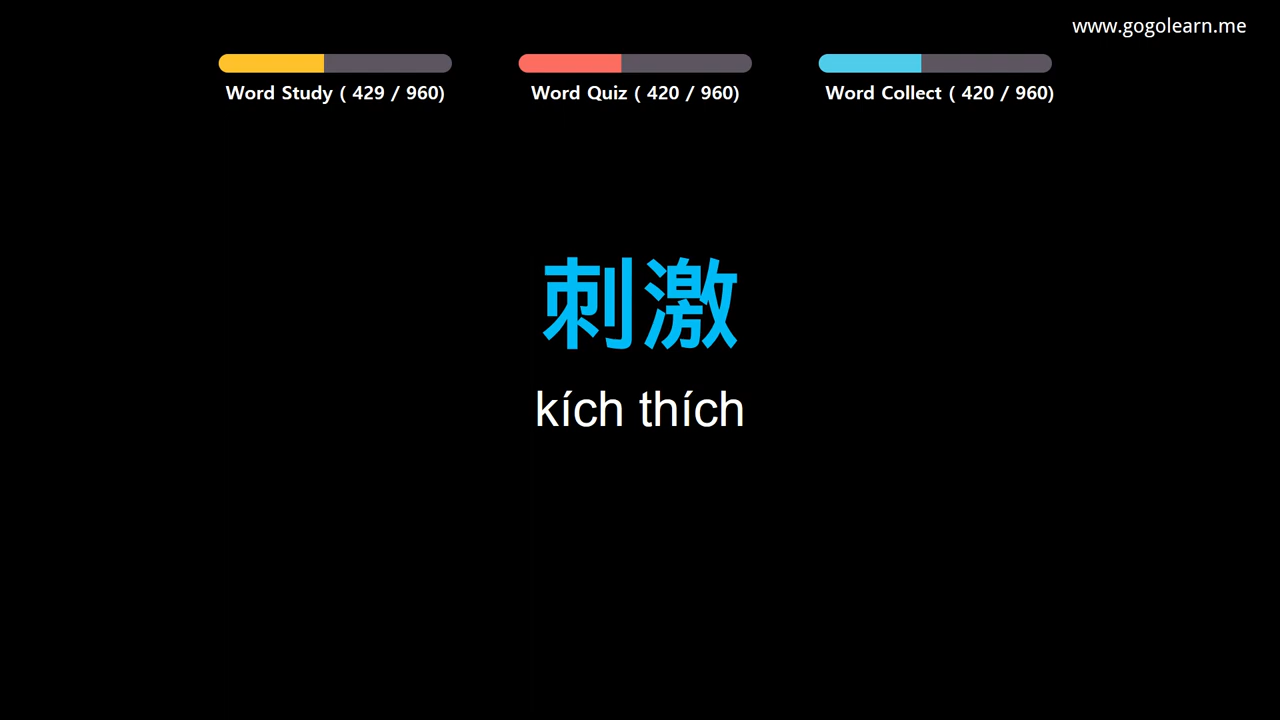 www.gogolearn.me
Word Study ( 429 / 960)
Word Quiz ( 420 / 960)
Word Collect ( 420 / 960)
刺激
kích thích